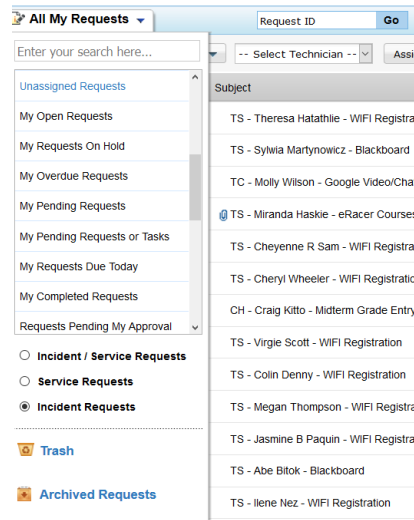 All My Requests
Request ID
Go
Enter your search here...
-- Select Technician --
Assi
Unassigned Requests
My Open Requests
My Requests On Hold
My Overdue Requests
My Pending Requests
My Pending Requests or Tasks
My Requests Due Today
My Completed Requests
Requests Pending My Approval
Incident / Service Requests
Service Requests
Incident Requests
Trash
Archived Requests
Subject
TS - Theresa Hatathlie - WIFI Registra
TS - Sylwia Martynowicz - Blackboard
TC - Molly Wilson - Google Video/Cha
TS - Miranda Haskie - eRacer Courses
TS - Cheyenne R Sam - WIFI Registra
TS - Cheryl Wheeler - WIFI Registratio
CH - Craig Kitto - Midterm Grade Entry
TS - Virgie Scott - WIFI Registration
TS - Colin Denny - WIFI Registration
TS - Megan Thompson - WIFI Registra
TS - Jasmine B Paquin - WIFI Registra
TS - Abe Bitok - Blackboard
TS - Ilene Nez - WIFI Registration